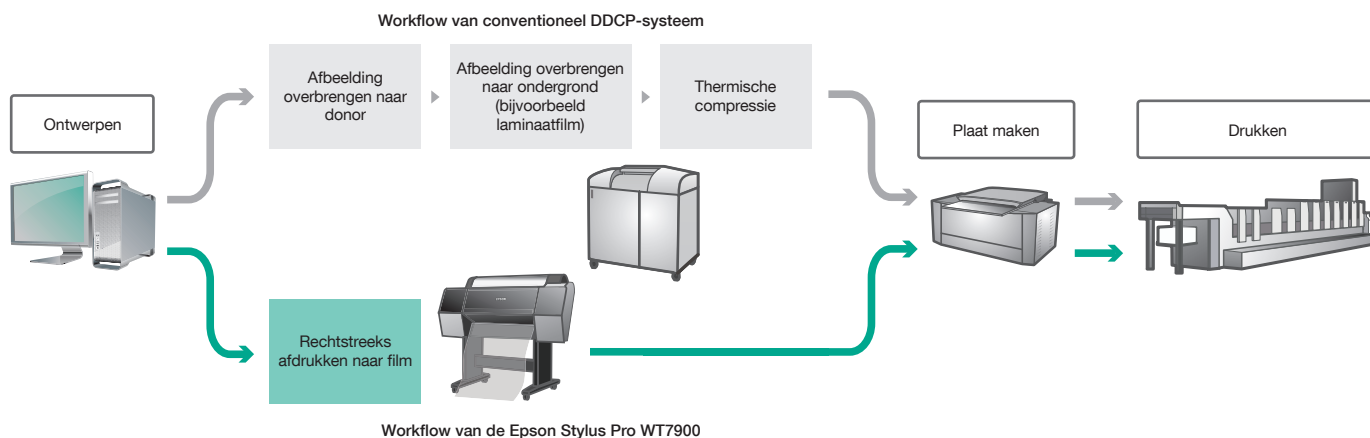 Workflow van conventioneel DDCP-systeem
Ontwerpen
Afbeelding
overbrengen naar
donor
Afbeelding overbrengen
naar ondergrond
(bijvoorbeeld
laminaatfilm)
Thermische
compressie
Plaat maken
Drukken
Rechtstreeks
afdrukken naar film
EPSON
Workflow van de Epson Stylus Pro WT7900